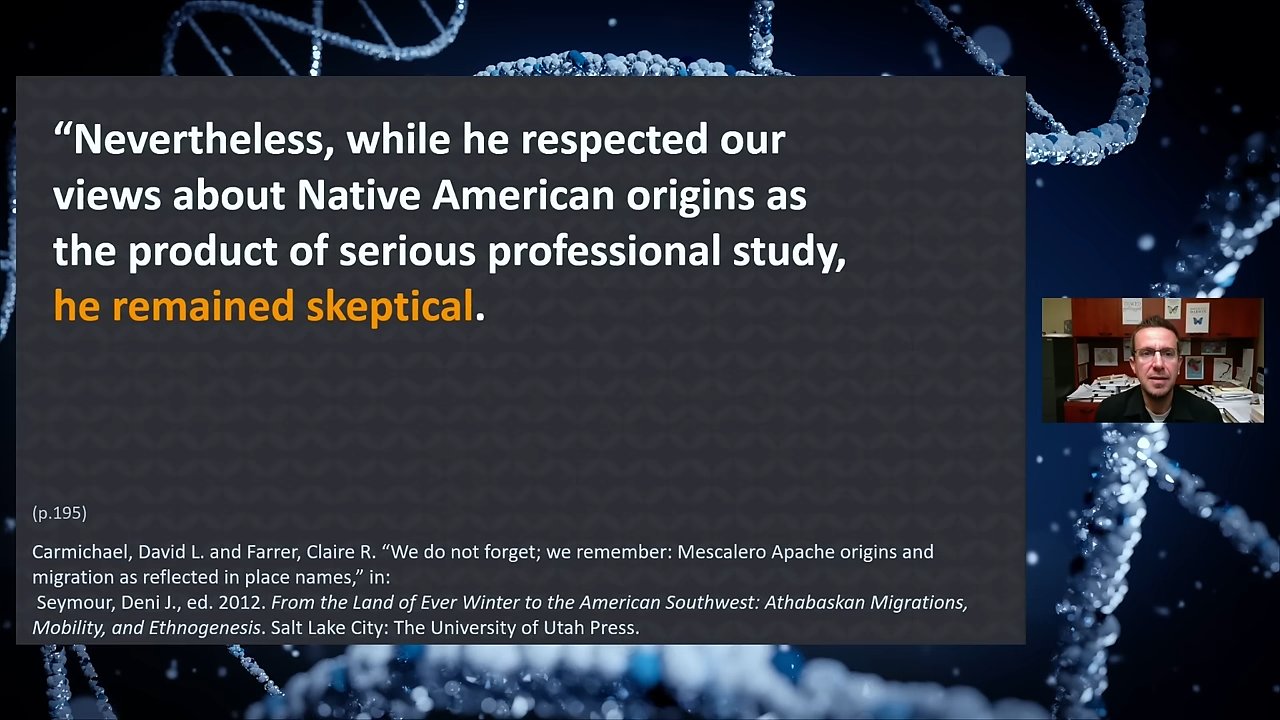 “Nevertheless, while he respected our
views about Native American origins as
the product of serious professional study,
he remained skeptical.
(p.195)
Carmichael, David L. and Farrer, Claire R. “We do not forget; we remember: Mescalero Apache origins and
migration as reflected in place names,” in:
Seymour, Deni J., ed. 2012. From the Land of Ever Winter to the American Southwest: Athabaskan Migrations,
Mobility, and Ethnogenesis. Salt Lake City: The University of Utah Press.